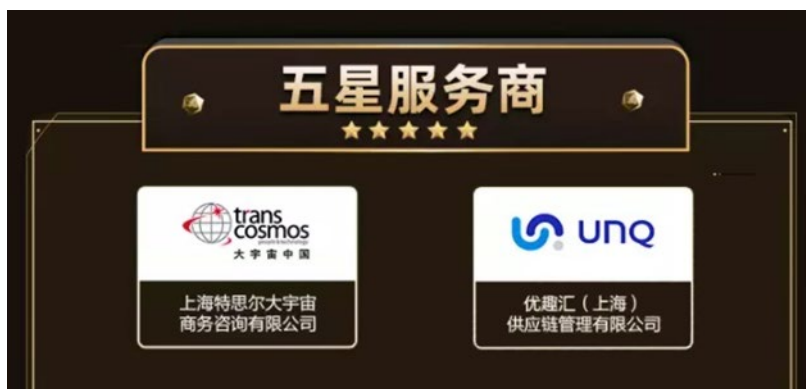 五星服务商
trans
cosmos
people & technology
大宇宙中国
上海特思尔大宇宙
商务咨询有限公司
UNQ
优趣汇（上海）
供应链管理有限公司